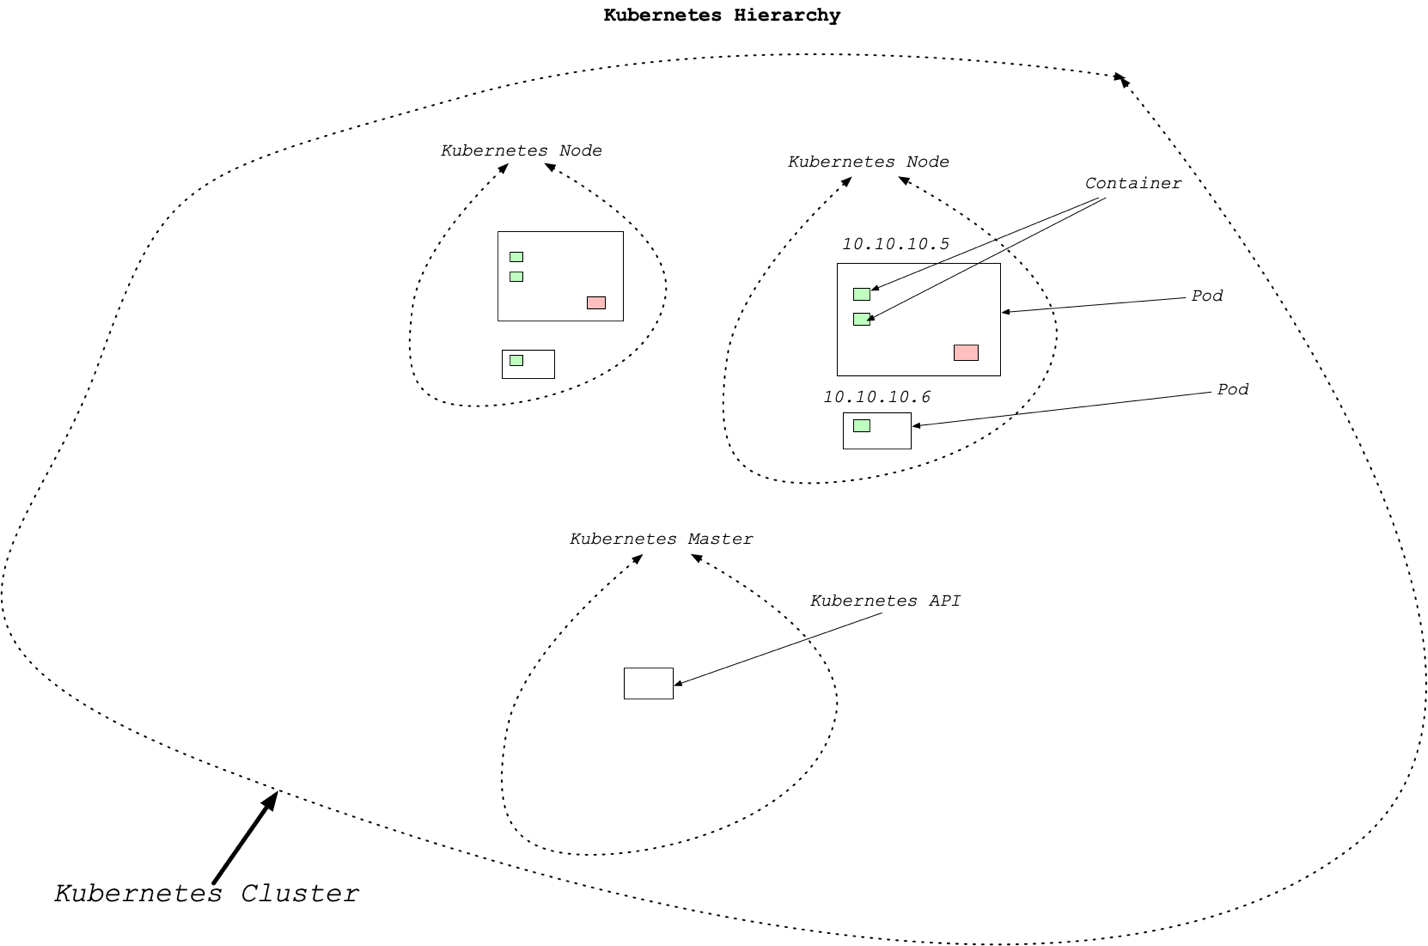 Kubernetes Hierarchy
Kubernetes Node
Kubernetes Node
Container
10.10.10.5
Pod
10.10.10.6
Pod
Kubernetes Master
Kubernetes API
Kubernetes Cluster